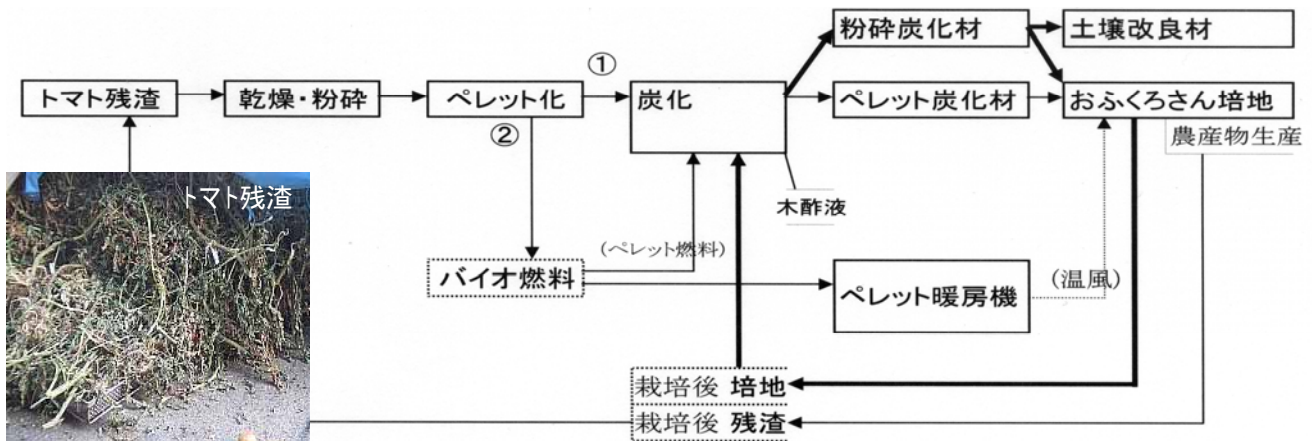 粉砕炭化材
土壌改良材
①
トマト残渣
乾燥・粉砕
ペレット化
炭化
ペレット炭化材
おふくろさん培地
②
農産物生産
トマト残渣
木酢液
(ペレット燃料)
バイオ燃料
ペレット暖房機
(温風)
栽培後 培地
栽培後 残渣